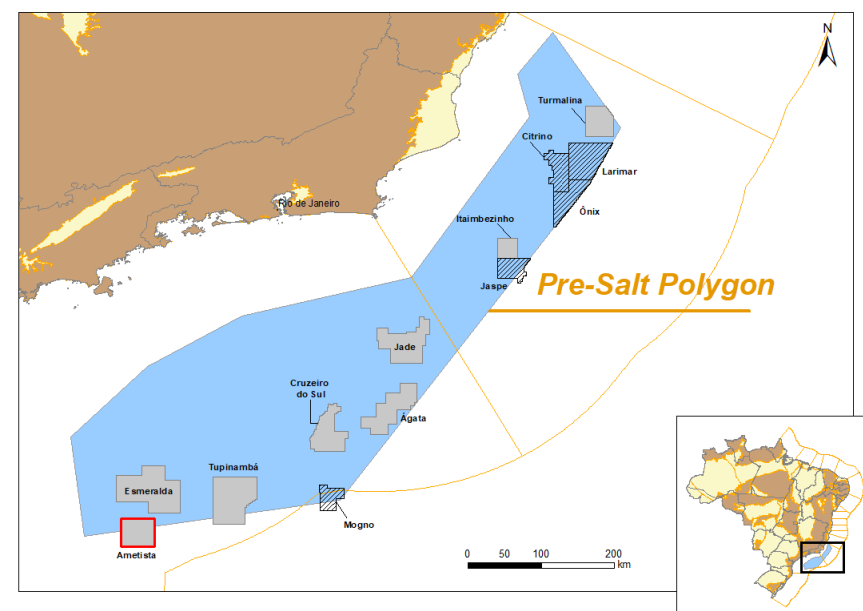 N
Turmalina
Citrino
Larimar
Rio de Janeiro
Ônix
Itaimbezinho
Jaspe
Pre-Salt Polygon
Jade
Cruzeiro
do Sul
Ágata
Tupinambá
Esmeralda
Mogno
Ametista
0 50 100 200
km